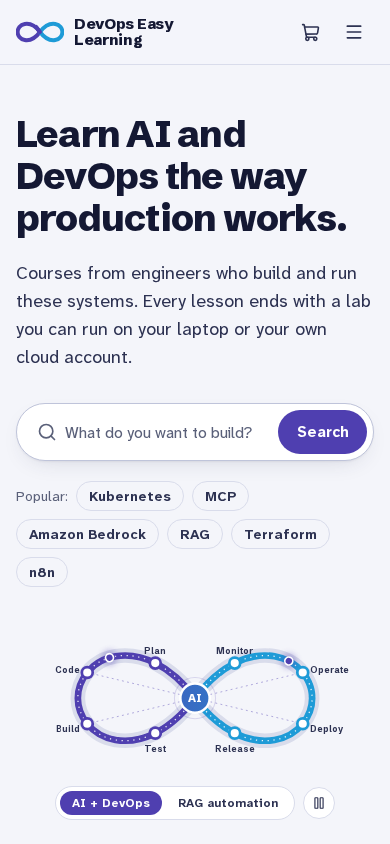 DevOps Easy
Learning
Learn AI and
DevOps the way
production works.
Courses from engineers who build and run
these systems. Every lesson ends with a lab
you can run on your laptop or your own
cloud account.
What do you want to build?
Search
Popular:
Kubernetes
MCP
Amazon Bedrock
RAG
Terraform
n8n
Plan
Monitor
Code
Operate
AI
Build
Deploy
Test
Release
AI + DevOps
RAG automation